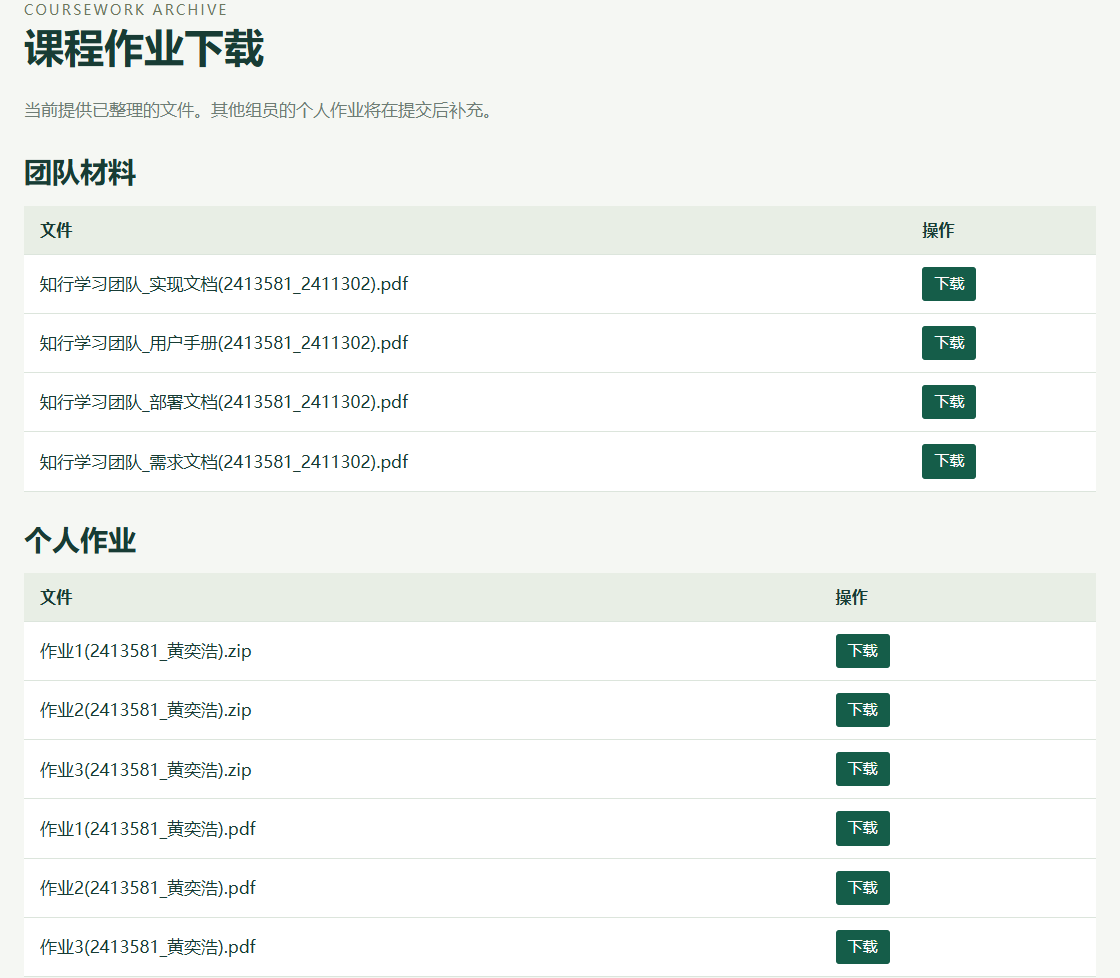 COURSEWORK ARCHIVE
课程作业下载
当前提供已整理的文件。其他组员的个人作业将在提交后补充。
团队材料
文件 操作
知行学习团队_实现文档(2413581_2411302).pdf 下载
知行学习团队_用户手册(2413581_2411302).pdf 下载
知行学习团队_部署文档(2413581_2411302).pdf 下载
知行学习团队_需求文档(2413581_2411302).pdf 下载
个人作业
文件 操作
作业1(2413581_黄奕浩).zip 下载
作业2(2413581_黄奕浩).zip 下载
作业3(2413581_黄奕浩).zip 下载
作业1(2413581_黄奕浩).pdf 下载
作业2(2413581_黄奕浩).pdf 下载
作业3(2413581_黄奕浩).pdf 下载